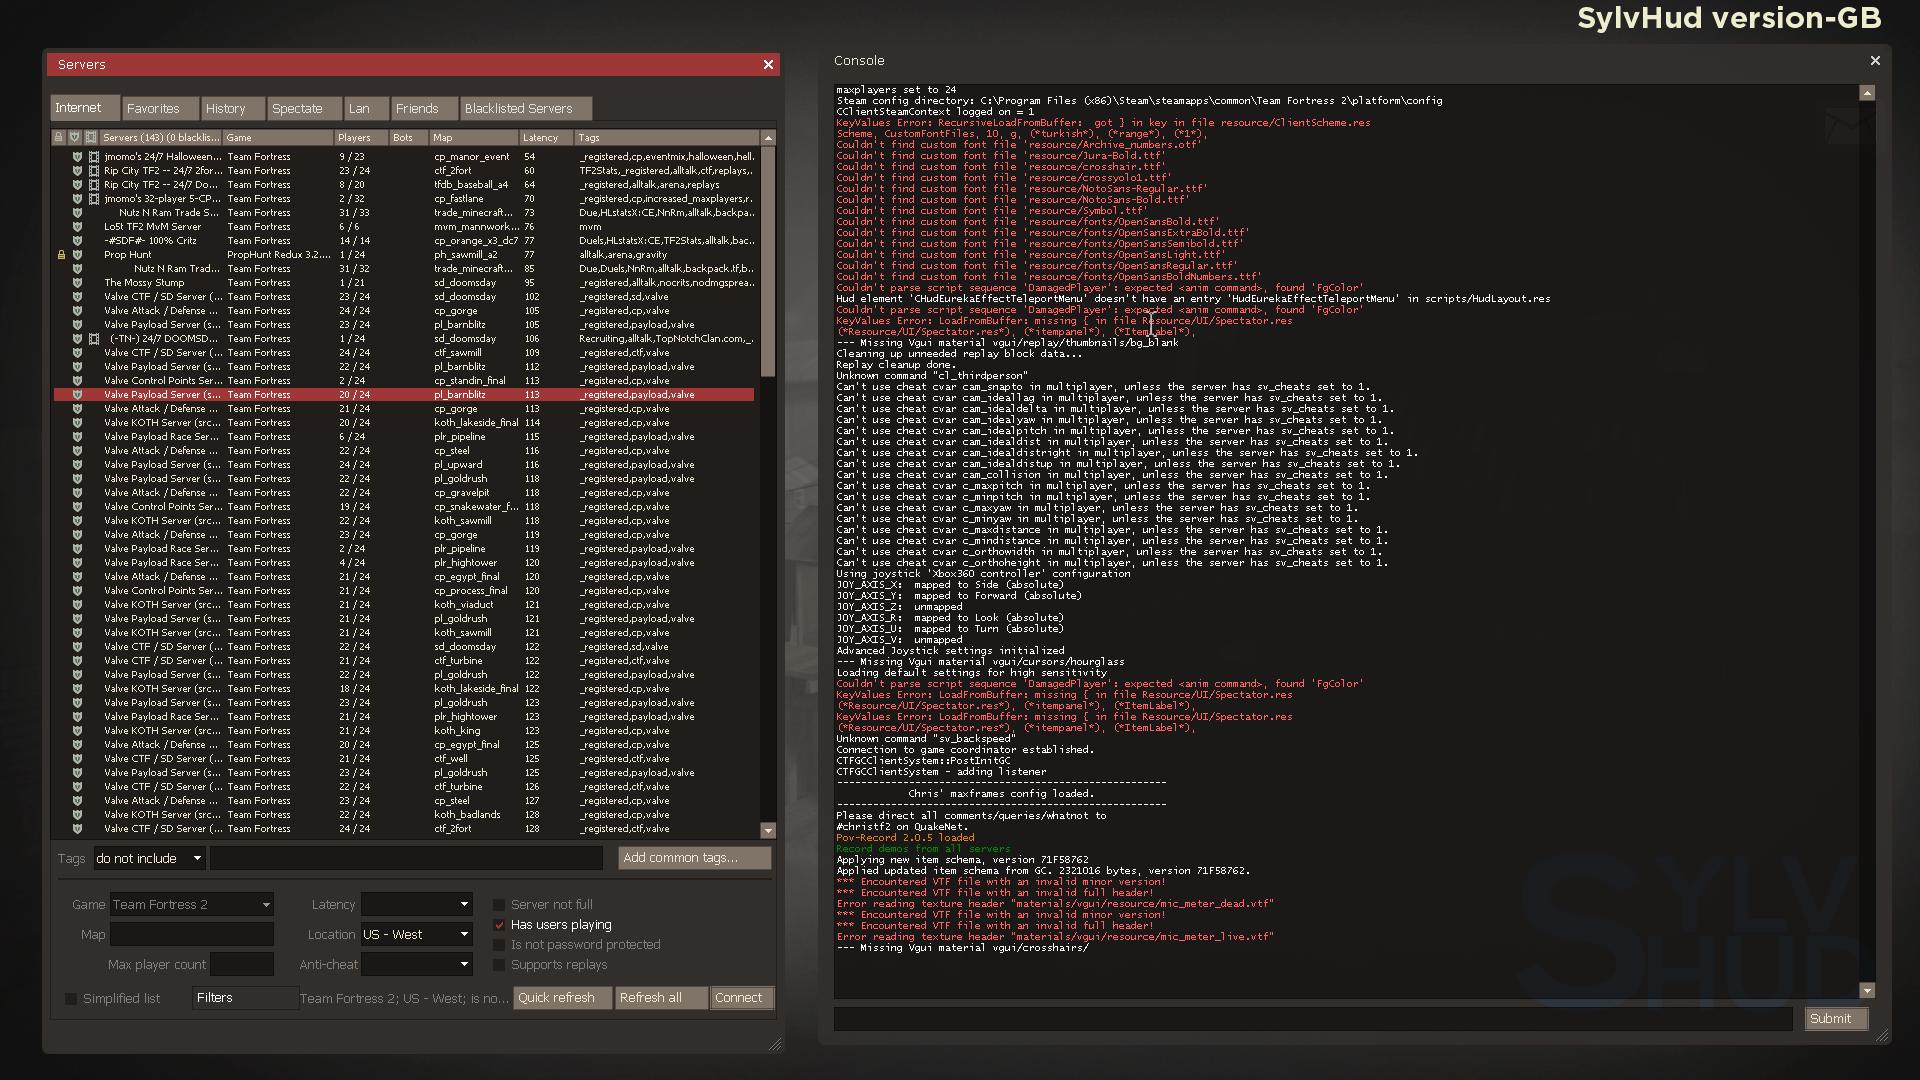 SylvHud version-GB
Servers
Internet
Favorites
History
Spectate
Lan
Friends
Blacklisted Servers
Servers (143) (0 blacklis... Game Players Bots Map Latency Tags
jmomo's 24/7 Halloween... Team Fortress 9 / 23 cp_manor_event 54 _registered,cp,eventmix,halloween,hell...
Rip City TF2 -- 24/7 2for... Team Fortress 23 / 24 ctf_2fort 60 TF2Stats,_registered,alltalk,ctf,replays,...
Rip City TF2 -- 24/7 Do... Team Fortress 8 / 20 tfdb_baseball_a4 64 _registered,alltalk,arena,replays
jmomo's 32-player 5-CP... Team Fortress 2 / 32 cp_fastlane 70 _registered,cp,increased_maxplayers,r...
Nutz N Ram Trade S... Team Fortress 31 / 33 trade_minecraft... 73 Due,HLstatsX:CE,NnRm,alltalk,backpa...
Lo5t TF2 MvM Server Team Fortress 6 / 6 mvm_mannwork... 76 mvm
-#SDF#- 100% Critz Team Fortress 14 / 14 cp_orange_x3_dc7 77 Duels,HLstatsX:CE,TF2Stats,alltalk,bac...
Prop Hunt PropHunt Redux 3.2.... 1 / 24 ph_sawmill_a2 77 alltalk,arena,gravity
Nutz N Ram Trad... Team Fortress 31 / 32 trade_minecraft... 85 Due,Duels,NnRm,alltalk,backpack.tf,b...
The Mossy Stump Team Fortress 1 / 21 sd_doomsday 95 _registered,alltalk,nocrits,nodmgsprea...
Valve CTF / SD Server (... Team Fortress 23 / 24 sd_doomsday 102 _registered,sd,valve
Valve Attack / Defense ... Team Fortress 23 / 24 cp_gorge 105 _registered,cp,valve
Valve Payload Server (s... Team Fortress 23 / 24 pl_barnblitz 105 _registered,payload,valve
(-TN-) 24/7 DOOMSD... Team Fortress 1 / 24 sd_doomsday 106 Recruiting,alltalk,TopNotchClan.com,_...
Valve CTF / SD Server (... Team Fortress 24 / 24 ctf_sawmill 109 _registered,ctf,valve
Valve Payload Server (s... Team Fortress 22 / 24 pl_barnblitz 112 _registered,payload,valve
Valve Control Points Ser... Team Fortress 2 / 24 cp_standin_final 113 _registered,cp,valve
Valve Payload Server (s... Team Fortress 20 / 24 pl_barnblitz 113 _registered,payload,valve
Valve Attack / Defense ... Team Fortress 21 / 24 cp_gorge 113 _registered,cp,valve
Valve KOTH Server (src... Team Fortress 20 / 24 koth_lakeside_final 114 _registered,cp,valve
Valve Payload Race Ser... Team Fortress 6 / 24 plr_pipeline 115 _registered,payload,valve
Valve Attack / Defense ... Team Fortress 22 / 24 cp_steel 116 _registered,cp,valve
Valve Payload Server (s... Team Fortress 24 / 24 pl_upward 116 _registered,payload,valve
Valve Payload Server (s... Team Fortress 22 / 24 pl_goldrush 118 _registered,payload,valve
Valve Attack / Defense ... Team Fortress 22 / 24 cp_gravelpit 118 _registered,cp,valve
Valve Control Points Ser... Team Fortress 19 / 24 cp_snakewater_f... 118 _registered,cp,valve
Valve KOTH Server (src... Team Fortress 22 / 24 koth_sawmill 118 _registered,cp,valve
Valve Attack / Defense ... Team Fortress 23 / 24 cp_gorge 119 _registered,cp,valve
Valve Payload Race Ser... Team Fortress 2 / 24 plr_pipeline 119 _registered,payload,valve
Valve Payload Race Ser... Team Fortress 4 / 24 plr_hightower 120 _registered,payload,valve
Valve Attack / Defense ... Team Fortress 21 / 24 cp_egypt_final 120 _registered,cp,valve
Valve Control Points Ser... Team Fortress 21 / 24 cp_process_final 120 _registered,cp,valve
Valve KOTH Server (src... Team Fortress 21 / 24 koth_viaduct 121 _registered,cp,valve
Valve Payload Server (s... Team Fortress 21 / 24 pl_goldrush 121 _registered,payload,valve
Valve KOTH Server (src... Team Fortress 21 / 24 koth_sawmill 121 _registered,cp,valve
Valve CTF / SD Server (... Team Fortress 22 / 24 sd_doomsday 122 _registered,sd,valve
Valve CTF / SD Server (... Team Fortress 21 / 24 ctf_turbine 122 _registered,ctf,valve
Valve Payload Server (s... Team Fortress 22 / 24 pl_goldrush 122 _registered,payload,valve
Valve KOTH Server (src... Team Fortress 18 / 24 koth_lakeside_final 122 _registered,cp,valve
Valve Payload Server (s... Team Fortress 23 / 24 pl_goldrush 123 _registered,payload,valve
Valve Payload Race Ser... Team Fortress 21 / 24 plr_hightower 123 _registered,payload,valve
Valve KOTH Server (src... Team Fortress 21 / 24 koth_king 123 _registered,cp,valve
Valve Attack / Defense ... Team Fortress 20 / 24 cp_egypt_final 125 _registered,cp,valve
Valve CTF / SD Server (... Team Fortress 21 / 24 ctf_well 125 _registered,ctf,valve
Valve Payload Server (s... Team Fortress 23 / 24 pl_goldrush 125 _registered,payload,valve
Valve CTF / SD Server (... Team Fortress 22 / 24 ctf_turbine 126 _registered,ctf,valve
Valve Attack / Defense ... Team Fortress 23 / 24 cp_steel 127 _registered,cp,valve
Valve KOTH Server (src... Team Fortress 22 / 24 koth_badlands 128 _registered,cp,valve
Valve CTF / SD Server (... Team Fortress 24 / 24 ctf_2fort 128 _registered,ctf,valve
Tags do not include Add common tags...
Game Team Fortress 2 Latency Server not full
Has users playing
Map Location US - West
Is not password protected
Max player count Anti-cheat Supports replays
Simplified list Filters Team Fortress 2; US - West; is no... Quick refresh Refresh all Connect
Console
maxplayers set to 24
Steam config directory: C:\Program Files (x86)\Steam\steamapps\common\Team Fortress 2\platform\config
CClientSteamContext logged on = 1
KeyValues Error: RecursiveLoadFromBuffer:  got } in key in file resource/ClientScheme.res
Scheme, CustomFontFiles, 10, g, (*turkish*), (*range*), (*1*),
Couldn't find custom font file 'resource/Archive_numbers.otf'
Couldn't find custom font file 'resource/Jura-Bold.ttf'
Couldn't find custom font file 'resource/crosshair.ttf'
Couldn't find custom font file 'resource/crossyolo1.ttf'
Couldn't find custom font file 'resource/NotoSans-Regular.ttf'
Couldn't find custom font file 'resource/NotoSans-Bold.ttf'
Couldn't find custom font file 'resource/Symbol.ttf'
Couldn't find custom font file 'resource/fonts/OpenSansBold.ttf'
Couldn't find custom font file 'resource/fonts/OpenSansExtraBold.ttf'
Couldn't find custom font file 'resource/fonts/OpenSansSemibold.ttf'
Couldn't find custom font file 'resource/fonts/OpenSansLight.ttf'
Couldn't find custom font file 'resource/fonts/OpenSansRegular.ttf'
Couldn't find custom font file 'resource/fonts/OpenSansBoldNumbers.ttf'
Couldn't parse script sequence 'DamagedPlayer': expected <anim command>, found 'FgColor'
Hud element 'CHudEurekaEffectTeleportMenu' doesn't have an entry 'HudEurekaEffectTeleportMenu' in scripts/HudLayout.res
Couldn't parse script sequence 'DamagedPlayer': expected <anim command>, found 'FgColor'
KeyValues Error: LoadFromBuffer: missing { in file Resource/UI/Spectator.res
(*Resource/UI/Spectator.res*), (*itempanel*), (*ItemLabel*),
--- Missing Vgui material vgui/replay/thumbnails/bg_blank
Cleaning up unneeded replay block data...
Replay cleanup done.
Unknown command "cl_thirdperson"
Can't use cheat cvar cam_snapto in multiplayer, unless the server has sv_cheats set to 1.
Can't use cheat cvar cam_ideallag in multiplayer, unless the server has sv_cheats set to 1.
Can't use cheat cvar cam_idealdelta in multiplayer, unless the server has sv_cheats set to 1.
Can't use cheat cvar cam_idealyaw in multiplayer, unless the server has sv_cheats set to 1.
Can't use cheat cvar cam_idealpitch in multiplayer, unless the server has sv_cheats set to 1.
Can't use cheat cvar cam_idealdist in multiplayer, unless the server has sv_cheats set to 1.
Can't use cheat cvar cam_idealdistright in multiplayer, unless the server has sv_cheats set to 1.
Can't use cheat cvar cam_idealdistup in multiplayer, unless the server has sv_cheats set to 1.
Can't use cheat cvar cam_collision in multiplayer, unless the server has sv_cheats set to 1.
Can't use cheat cvar c_maxpitch in multiplayer, unless the server has sv_cheats set to 1.
Can't use cheat cvar c_minpitch in multiplayer, unless the server has sv_cheats set to 1.
Can't use cheat cvar c_maxyaw in multiplayer, unless the server has sv_cheats set to 1.
Can't use cheat cvar c_minyaw in multiplayer, unless the server has sv_cheats set to 1.
Can't use cheat cvar c_maxdistance in multiplayer, unless the server has sv_cheats set to 1.
Can't use cheat cvar c_mindistance in multiplayer, unless the server has sv_cheats set to 1.
Can't use cheat cvar c_orthowidth in multiplayer, unless the server has sv_cheats set to 1.
Can't use cheat cvar c_orthoheight in multiplayer, unless the server has sv_cheats set to 1.
Using joystick 'Xbox360 controller' configuration
JOY_AXIS_X:  mapped to Side (absolute)
JOY_AXIS_Y:  mapped to Forward (absolute)
JOY_AXIS_Z:  unmapped
JOY_AXIS_R:  mapped to Look (absolute)
JOY_AXIS_U:  mapped to Turn (absolute)
JOY_AXIS_V:  unmapped
Advanced Joystick settings initialized
--- Missing Vgui material vgui/cursors/hourglass
Loading default settings for high sensitivity
Couldn't parse script sequence 'DamagedPlayer': expected <anim command>, found 'FgColor'
KeyValues Error: LoadFromBuffer: missing { in file Resource/UI/Spectator.res
(*Resource/UI/Spectator.res*), (*itempanel*), (*ItemLabel*),
KeyValues Error: LoadFromBuffer: missing { in file Resource/UI/Spectator.res
(*Resource/UI/Spectator.res*), (*itempanel*), (*ItemLabel*),
Unknown command "sv_backspeed"
Connection to game coordinator established.
CTFGCClientSystem::PostInitGC
CTFGCClientSystem - adding listener
-------------------------------------------------------
Chris' maxframes config loaded.
-------------------------------------------------------
Please direct all comments/queries/whatnot to
#christf2 on QuakeNet.
Pov-Record 2.0.5 loaded
Record demos from all servers
Applying new item schema, version 71F58762
Applied updated item schema from GC. 2321016 bytes, version 71F58762.
*** Encountered VTF file with an invalid minor version!
*** Encountered VTF file with an invalid full header!
Error reading texture header "materials/vgui/resource/mic_meter_dead.vtf"
*** Encountered VTF file with an invalid minor version!
*** Encountered VTF file with an invalid full header!
Error reading texture header "materials/vgui/resource/mic_meter_live.vtf"
--- Missing Vgui material vgui/crosshairs/
SYLV
HUD
Submit